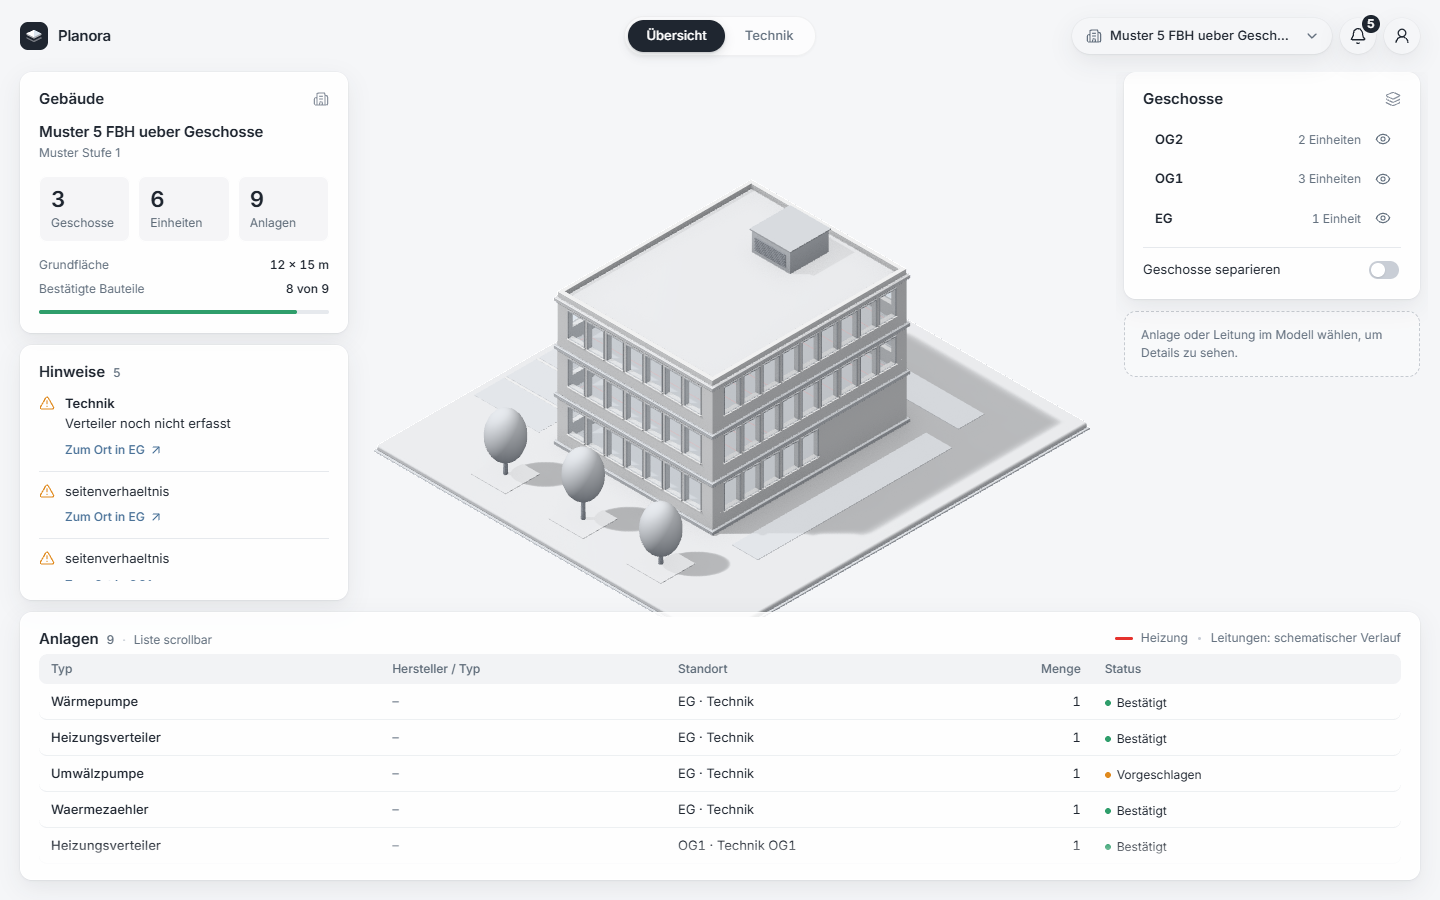 Planora
Übersicht
Technik
Muster 5 FBH ueber Gesch...
5
Gebäude
Muster 5 FBH ueber Geschosse
Muster Stufe 1
3
Geschosse
6
Einheiten
9
Anlagen
Grundfläche
12 × 15 m
Bestätigte Bauteile
8 von 9
Hinweise 5
Technik
Verteiler noch nicht erfasst
Zum Ort in EG
seitenverhaeltnis
Zum Ort in EG
seitenverhaeltnis
Geschosse
OG2 2 Einheiten
OG1 3 Einheiten
EG 1 Einheit
Geschosse separieren
Anlage oder Leitung im Modell wählen, um
Details zu sehen.
Anlagen 9 · Liste scrollbar
Heizung · Leitungen: schematischer Verlauf
Typ Hersteller / Typ Standort Menge Status
Wärmepumpe – EG · Technik 1 Bestätigt
Heizungsverteiler – EG · Technik 1 Bestätigt
Umwälzpumpe – EG · Technik 1 Vorgeschlagen
Waermezaehler – EG · Technik 1 Bestätigt
Heizungsverteiler – OG1 · Technik OG1 1 Bestätigt